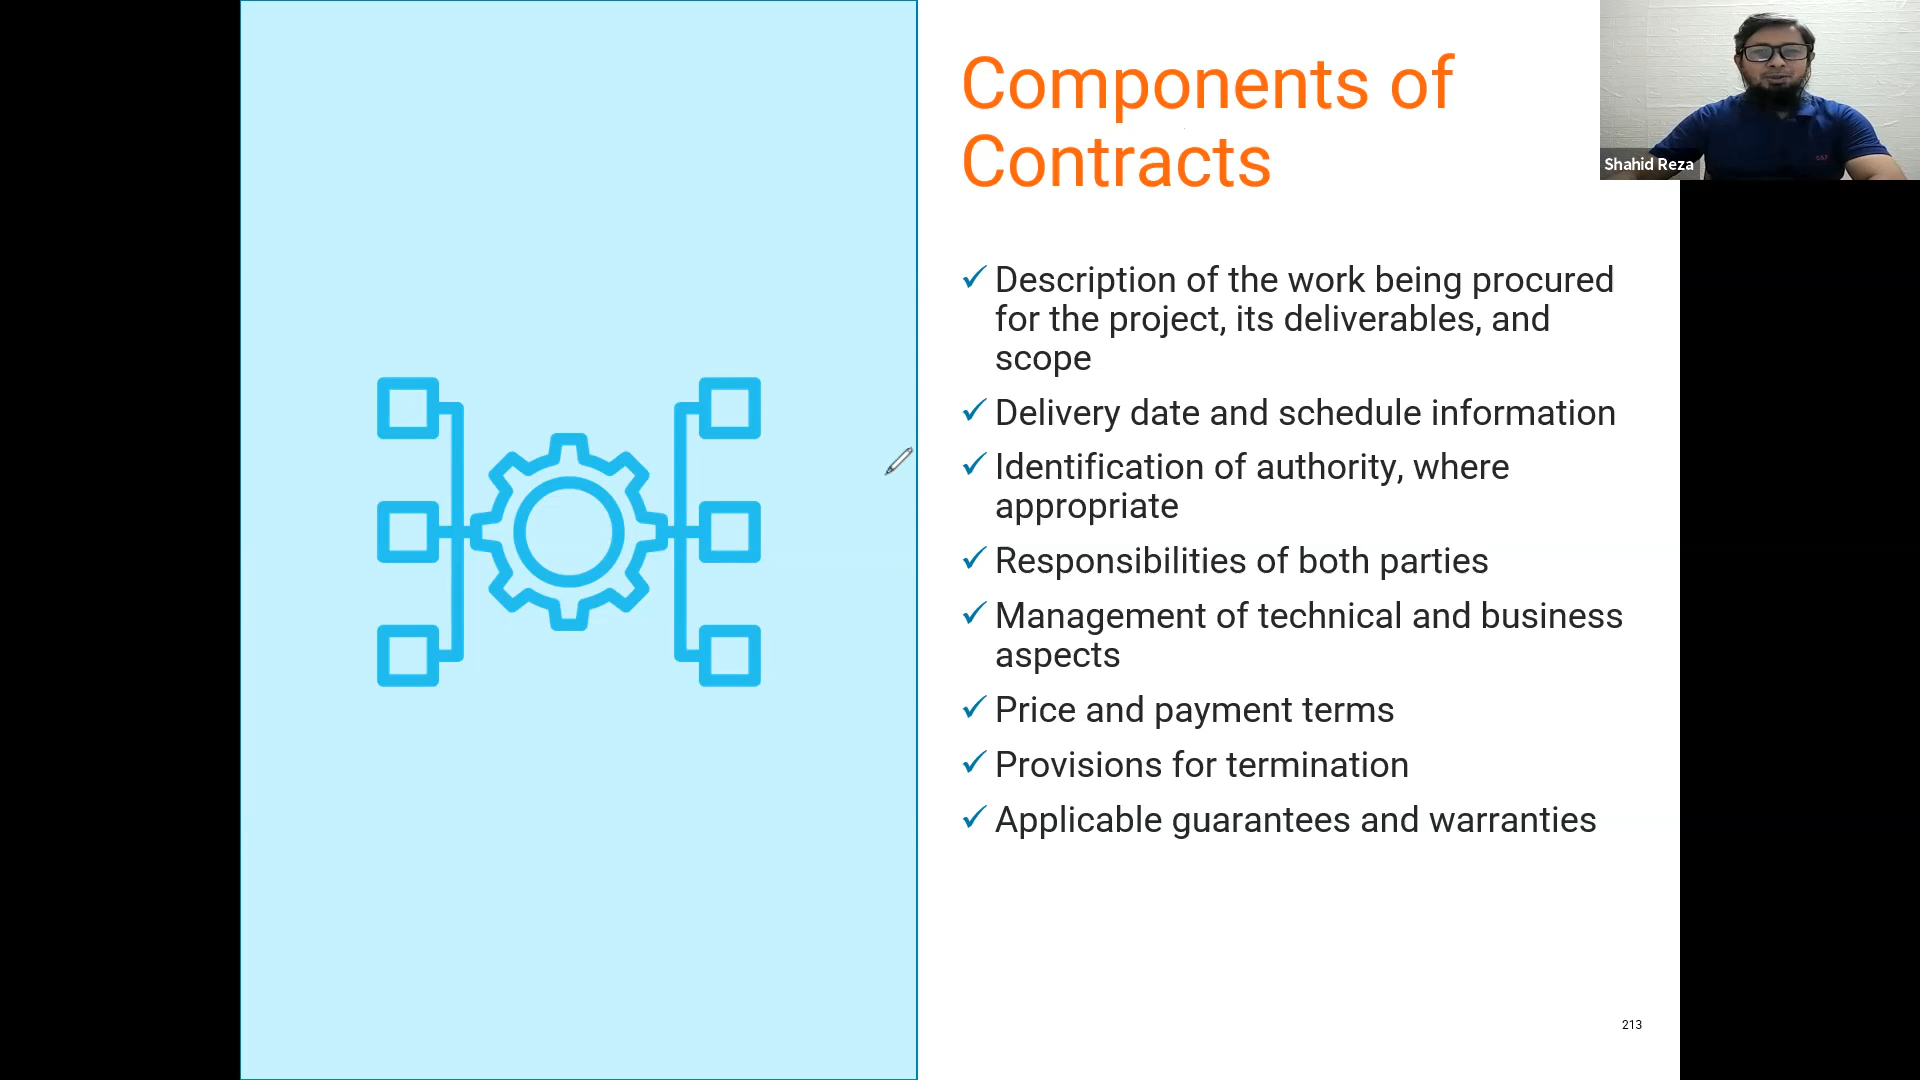 Components of
Contracts
Shahid Reza
✓ Description of the work being procured
for the project, its deliverables, and
scope
✓ Delivery date and schedule information
✓ Identification of authority, where
appropriate
✓ Responsibilities of both parties
✓ Management of technical and business
aspects
✓ Price and payment terms
✓ Provisions for termination
✓ Applicable guarantees and warranties
213